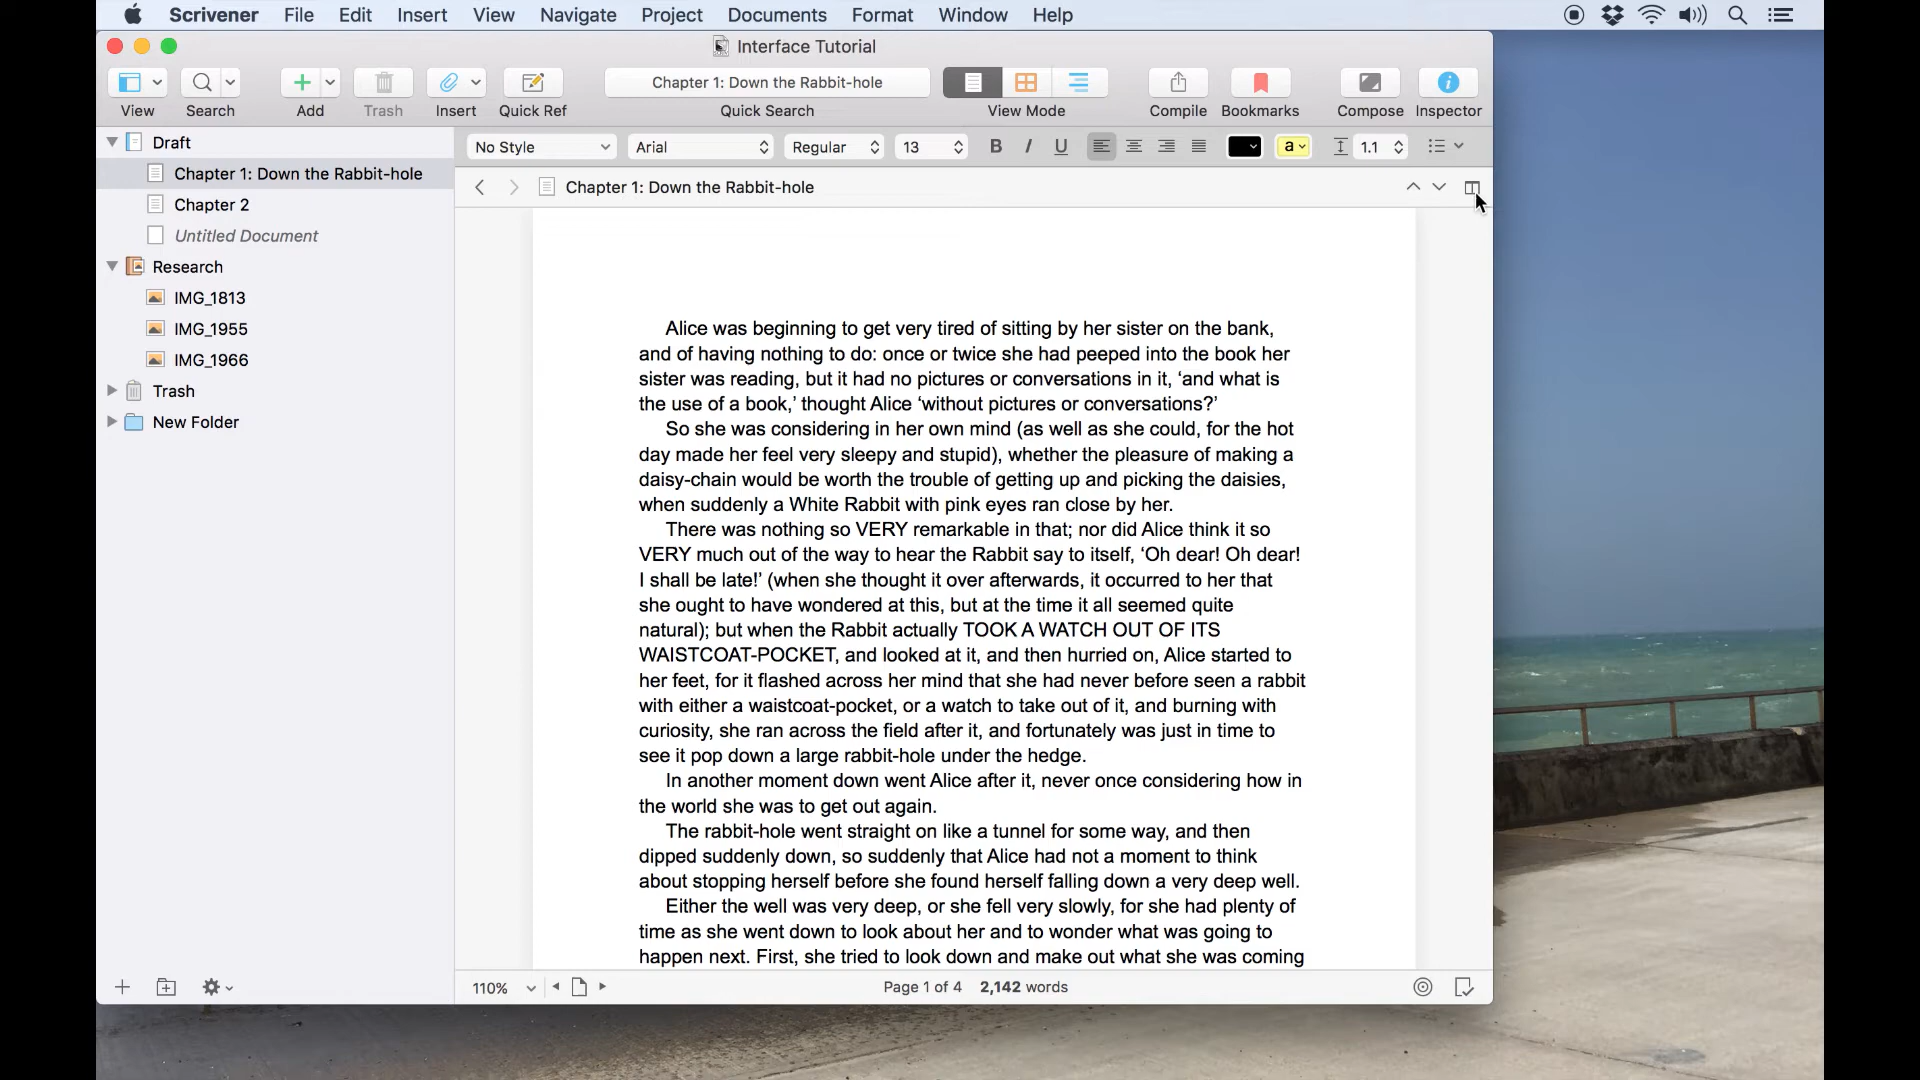 Scrivener File Edit Insert View Navigate Project Documents Format Window Help
Interface Tutorial
Chapter 1: Down the Rabbit-hole
View Search Add Trash Insert Quick Ref Quick Search View Mode Compile Bookmarks Compose Inspector
No Style Arial Regular 13 B I U a 1.1
Chapter 1: Down the Rabbit-hole
Draft
Chapter 1: Down the Rabbit-hole
Chapter 2
Untitled Document
Research
IMG_1813
IMG_1955
IMG_1966
Trash
New Folder
Alice was beginning to get very tired of sitting by her sister on the bank,
and of having nothing to do: once or twice she had peeped into the book her
sister was reading, but it had no pictures or conversations in it, ‘and what is
the use of a book,’ thought Alice ‘without pictures or conversations?’
So she was considering in her own mind (as well as she could, for the hot
day made her feel very sleepy and stupid), whether the pleasure of making a
daisy-chain would be worth the trouble of getting up and picking the daisies,
when suddenly a White Rabbit with pink eyes ran close by her.
There was nothing so VERY remarkable in that; nor did Alice think it so
VERY much out of the way to hear the Rabbit say to itself, ‘Oh dear! Oh dear!
I shall be late!’ (when she thought it over afterwards, it occurred to her that
she ought to have wondered at this, but at the time it all seemed quite
natural); but when the Rabbit actually TOOK A WATCH OUT OF ITS
WAISTCOAT-POCKET, and looked at it, and then hurried on, Alice started to
her feet, for it flashed across her mind that she had never before seen a rabbit
with either a waistcoat-pocket, or a watch to take out of it, and burning with
curiosity, she ran across the field after it, and fortunately was just in time to
see it pop down a large rabbit-hole under the hedge.
In another moment down went Alice after it, never once considering how in
the world she was to get out again.
The rabbit-hole went straight on like a tunnel for some way, and then
dipped suddenly down, so suddenly that Alice had not a moment to think
about stopping herself before she found herself falling down a very deep well.
Either the well was very deep, or she fell very slowly, for she had plenty of
time as she went down to look about her and to wonder what was going to
happen next. First, she tried to look down and make out what she was coming
110% Page 1 of 4 2,142 words